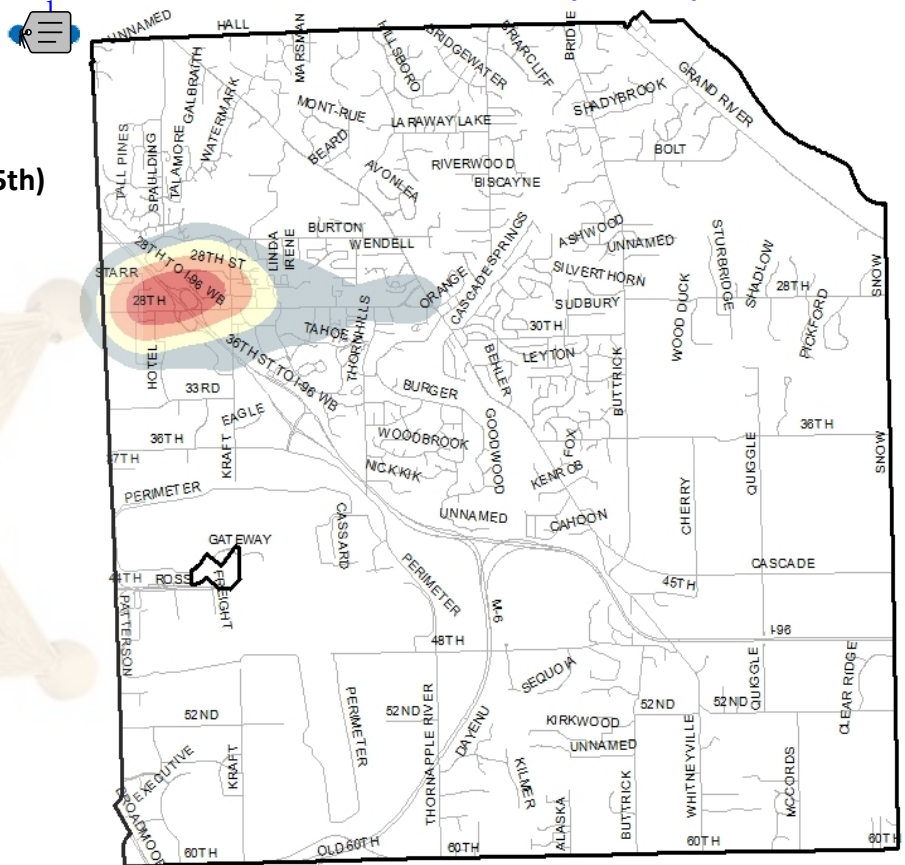 1
5th)
UNNAMED
HALL
MARSMAN
HILLSBORO
BRIDGEWATER
BRIARCLIFF
BRIDGE
GRAND RIVER
GALBRAITH
WATERMARK
MONT-RUE
SHADYBROOK
LARAWAY LAKE
TALL PINES
SPAULDING
TALAMORE
BEARD
BOLT
AVONLEA
RIVERWOOD
BISCAYNE
BURTON
WENDELL
LINDA
IRENE
28TH TO I-96 WB
28TH ST
STARR
28TH
CASCADE SPRINGS
ORANGE
ASHWOOD
UNNAMED
SILVERTHORN
SUDBURY
STURBRIDGE
SHADLOW
WOOD DUCK
28TH
PICKFORD
SNOW
TAHOE
THORNHILLS
30TH
LEYTON
BEHLER
BUTTRICK
HOTEL
36TH ST TO I-96 WB
33RD
BURGER
EAGLE
36TH
KRAFT
WOODBROOK
GOODWOOD
FOX
36TH
QUIGGLE
SNOW
37TH
NICK KIK
KENROB
PERIMETER
UNNAMED
CAHOON
CHERRY
CASSARD
GATEWAY
44TH
ROSS
FREIGHT
PERIMETER
CASCADE
45TH
PATTERSON
M-6
I-96
48TH
SEQUOIA
QUIGGLE
CLEAR RIDGE
52ND
PERIMETER
52ND
DAYENU
52ND
52ND
KIRKWOOD
UNNAMED
EXECUTIVE
KRAFT
THORNAPPLE RIVER
KILMER
ALASKA
BUTTRICK
WHITNEYVILLE
MCCORDS
BROADMOOR
60TH
OLD 60TH
60TH
60TH
60TH